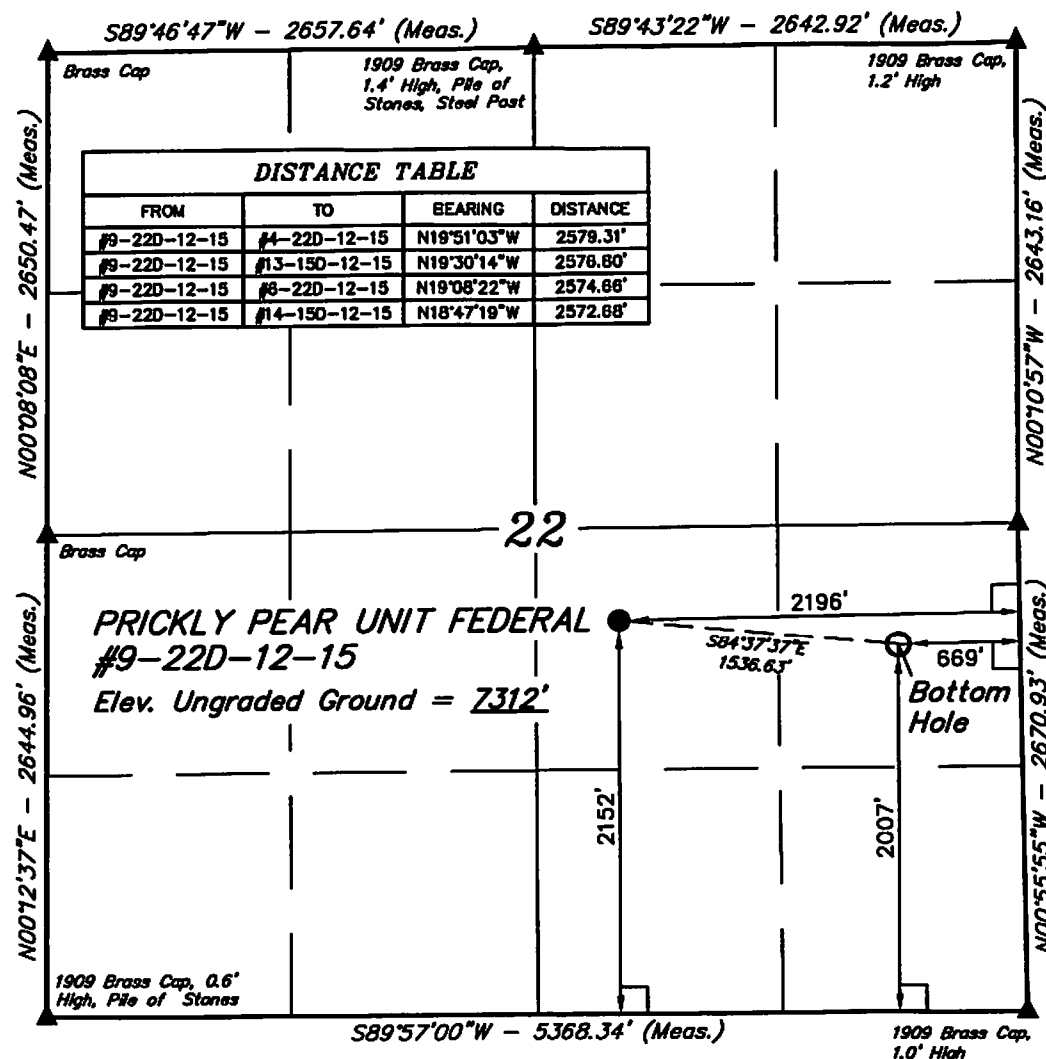 S89°46'47"W - 2657.64' (Meas.)
S89°43'22"W - 2642.92' (Meas.)
Brass Cap
1909 Brass Cap,
1.4' High, Pile of
Stones, Steel Post
1909 Brass Cap,
1.2' High
N00°08'08"E - 2650.47' (Meas.)
N00°10'57"W - 2643.16' (Meas.)
DISTANCE TABLE
FROM TO BEARING DISTANCE
#9-22D-12-15 #4-22D-12-15 N19°51'03"W 2579.31'
#9-22D-12-15 #13-15D-12-15 N19°30'14"W 2576.60'
#9-22D-12-15 #6-22D-12-15 N19°08'22"W 2574.66'
#9-22D-12-15 #14-15D-12-15 N18°47'19"W 2572.68'
22
Brass Cap
PRICKLY PEAR UNIT FEDERAL
#9-22D-12-15
Elev. Ungraded Ground = 7312'
2196'
S84°37'37"E
1536.63'
669'
Bottom
Hole
2152'
2007'
N00°12'37"E - 2644.96' (Meas.)
N00°55'55"W - 2670.93' (Meas.)
1909 Brass Cap, 0.6'
High, Pile of Stones
S89°57'00"W - 5368.34' (Meas.)
1909 Brass Cap,
1.0' High